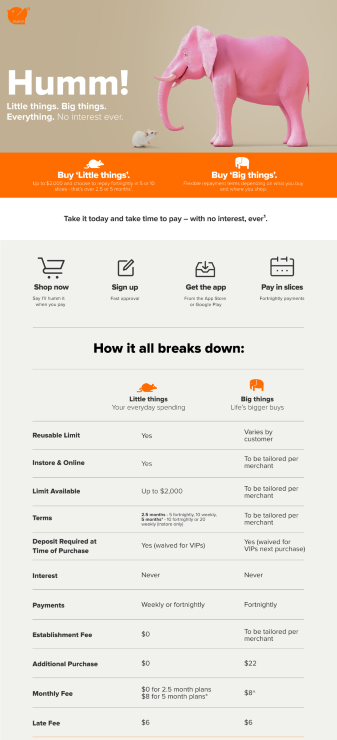 Humm!
Little things. Big things.
Everything. No interest ever.
Buy 'Little things'.
Up to $2,000 and choose to repay fortnightly in 5 or 10
slices - that's over 2.5 or 5 months
Buy 'Big things'.
Flexible repayment terms depending on what you buy
and where you shop.
Take it today and take time to pay – with no interest, ever
Shop now
Say I'll humm it
when you pay
Sign up
Fast approval
Get the app
From the App Store
or Google Play
Pay in slices
Fortnightly payments
How it all breaks down:
Little things
Your everyday spending
Big things
Life's bigger buys
Reusable Limit
Yes
Varies by
customer
Instore & Online
Yes
To be tailored per
merchant
Limit Available
Up to $2,000
To be tailored per
merchant
Terms
2.5 months - 5 fortnightly, 10 weekly,
5 months* - 10 fortnightly or 20
weekly (instore only)
To be tailored per
merchant
Deposit Required at
Time of Purchase
Yes (waived for VIPs)
Yes (waived for
VIPs next purchase)
Interest
Never
Never
Payments
Weekly or fortnightly
Fortnightly
Establishment Fee
$0
To be tailored per
merchant
Additional Purchase
$0
$22
Monthly Fee
$0 for 2.5 month plans
$8 for 5 month plans^
$8^
Late Fee
$6
$6